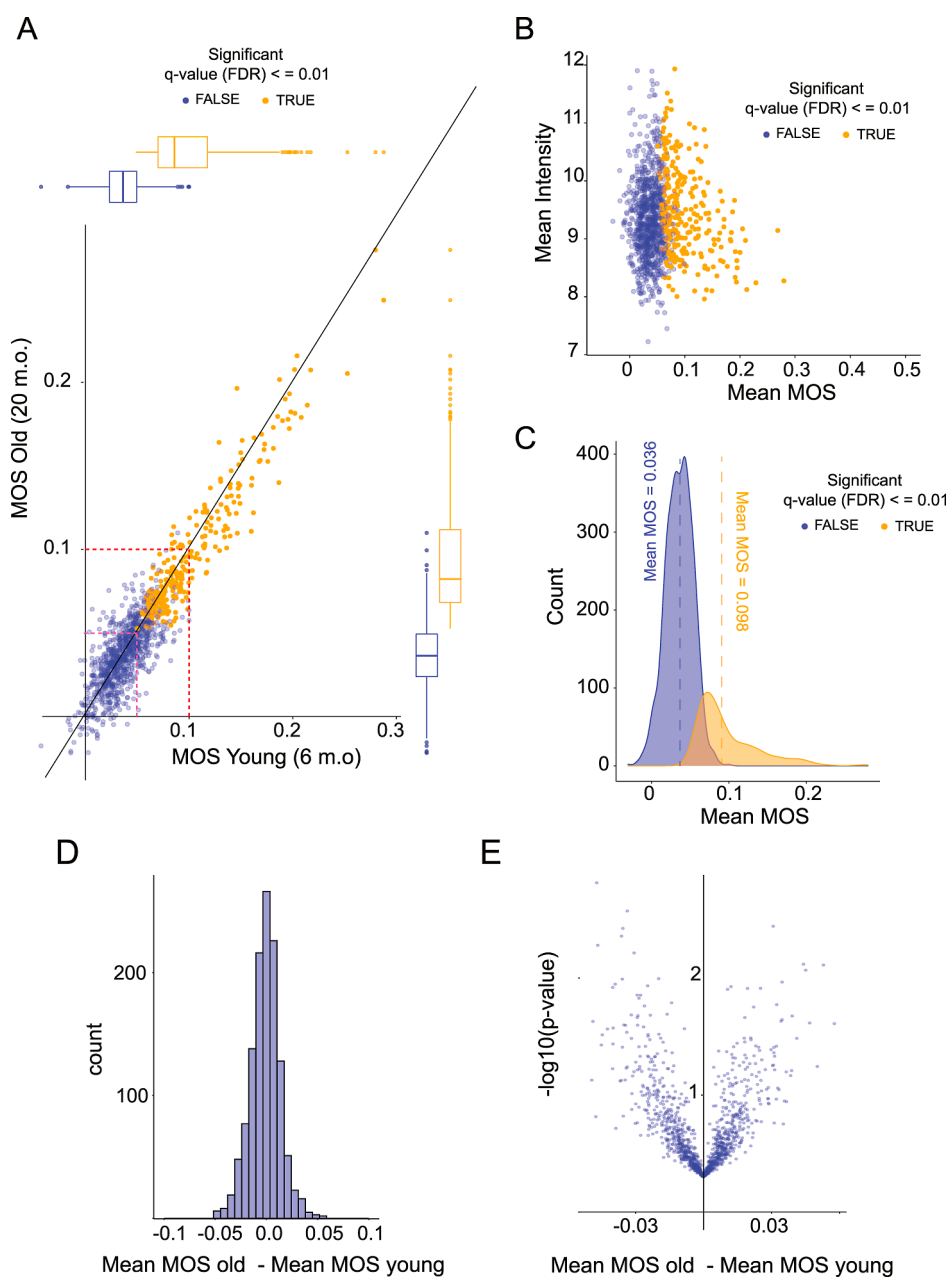 A
Significant
q-value (FDR) < = 0.01
FALSE TRUE
MOS Old (20 m.o.)
0.2
0.1
0.1 0.2 0.3
MOS Young (6 m.o)
B
Significant
q-value (FDR) < = 0.01
FALSE TRUE
Mean Intensity
12
11
10
9
8
7
0 0.1 0.2 0.3 0.4 0.5
Mean MOS
C
Significant
q-value (FDR) < = 0.01
FALSE TRUE
Mean MOS = 0.036
Mean MOS = 0.098
Count
400
300
200
100
0
0 0.1 0.2
Mean MOS
D
count
200
100
-0.1 -0.05 0.0 0.05 0.1
Mean MOS old - Mean MOS young
E
-log10(p-value)
2
1
-0.03 0.03
Mean MOS old - Mean MOS young